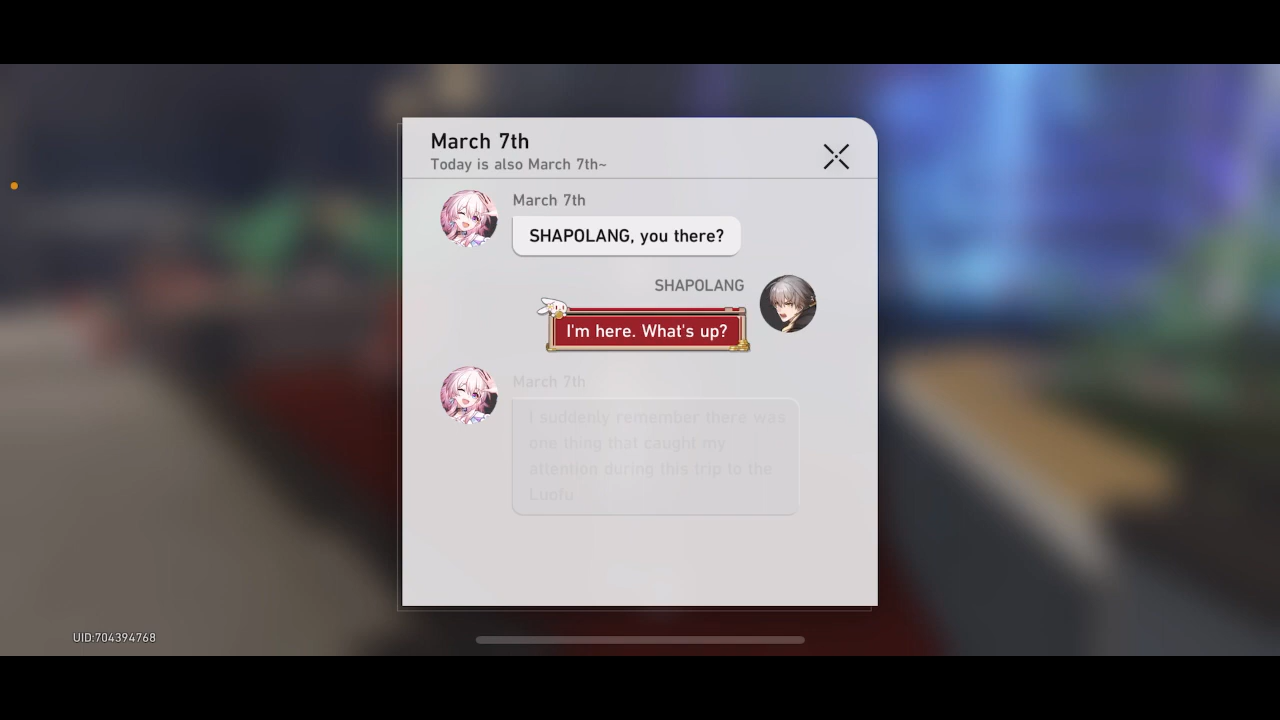 March 7th
Today is also March 7th~
March 7th
SHAPOLANG, you there?
SHAPOLANG
I'm here. What's up?
March 7th
I suddenly remember there was
one thing that caught my
attention during this trip to the
Luofu
UID:704394768